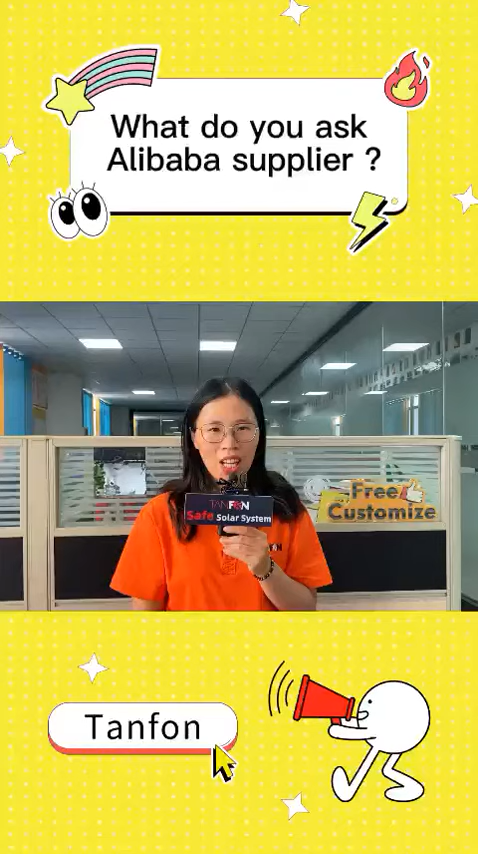 What do you ask
Alibaba supplier ?
TANFON
Safe Solar System
Free
Customize
Tanfon